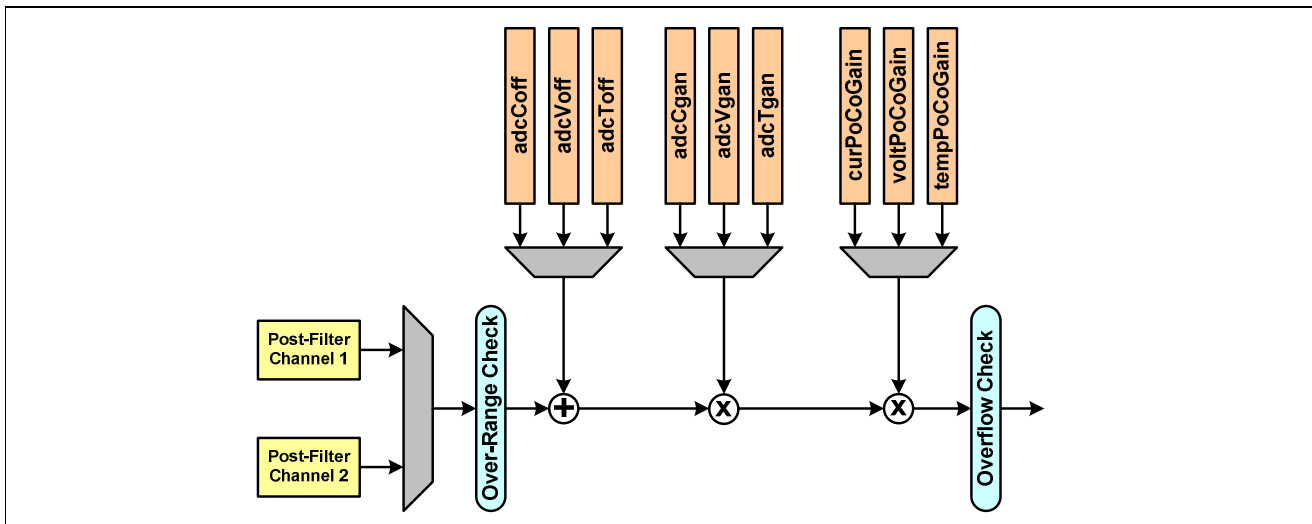 adcCoff
adcVoff
adcToff
adcCgan
adcVgan
adcTgan
curPoCoGain
voltPoCoGain
tempPoCoGain
Post-Filter
Channel 1
Post-Filter
Channel 2
Over-Range Check
+
x
x
Overflow Check